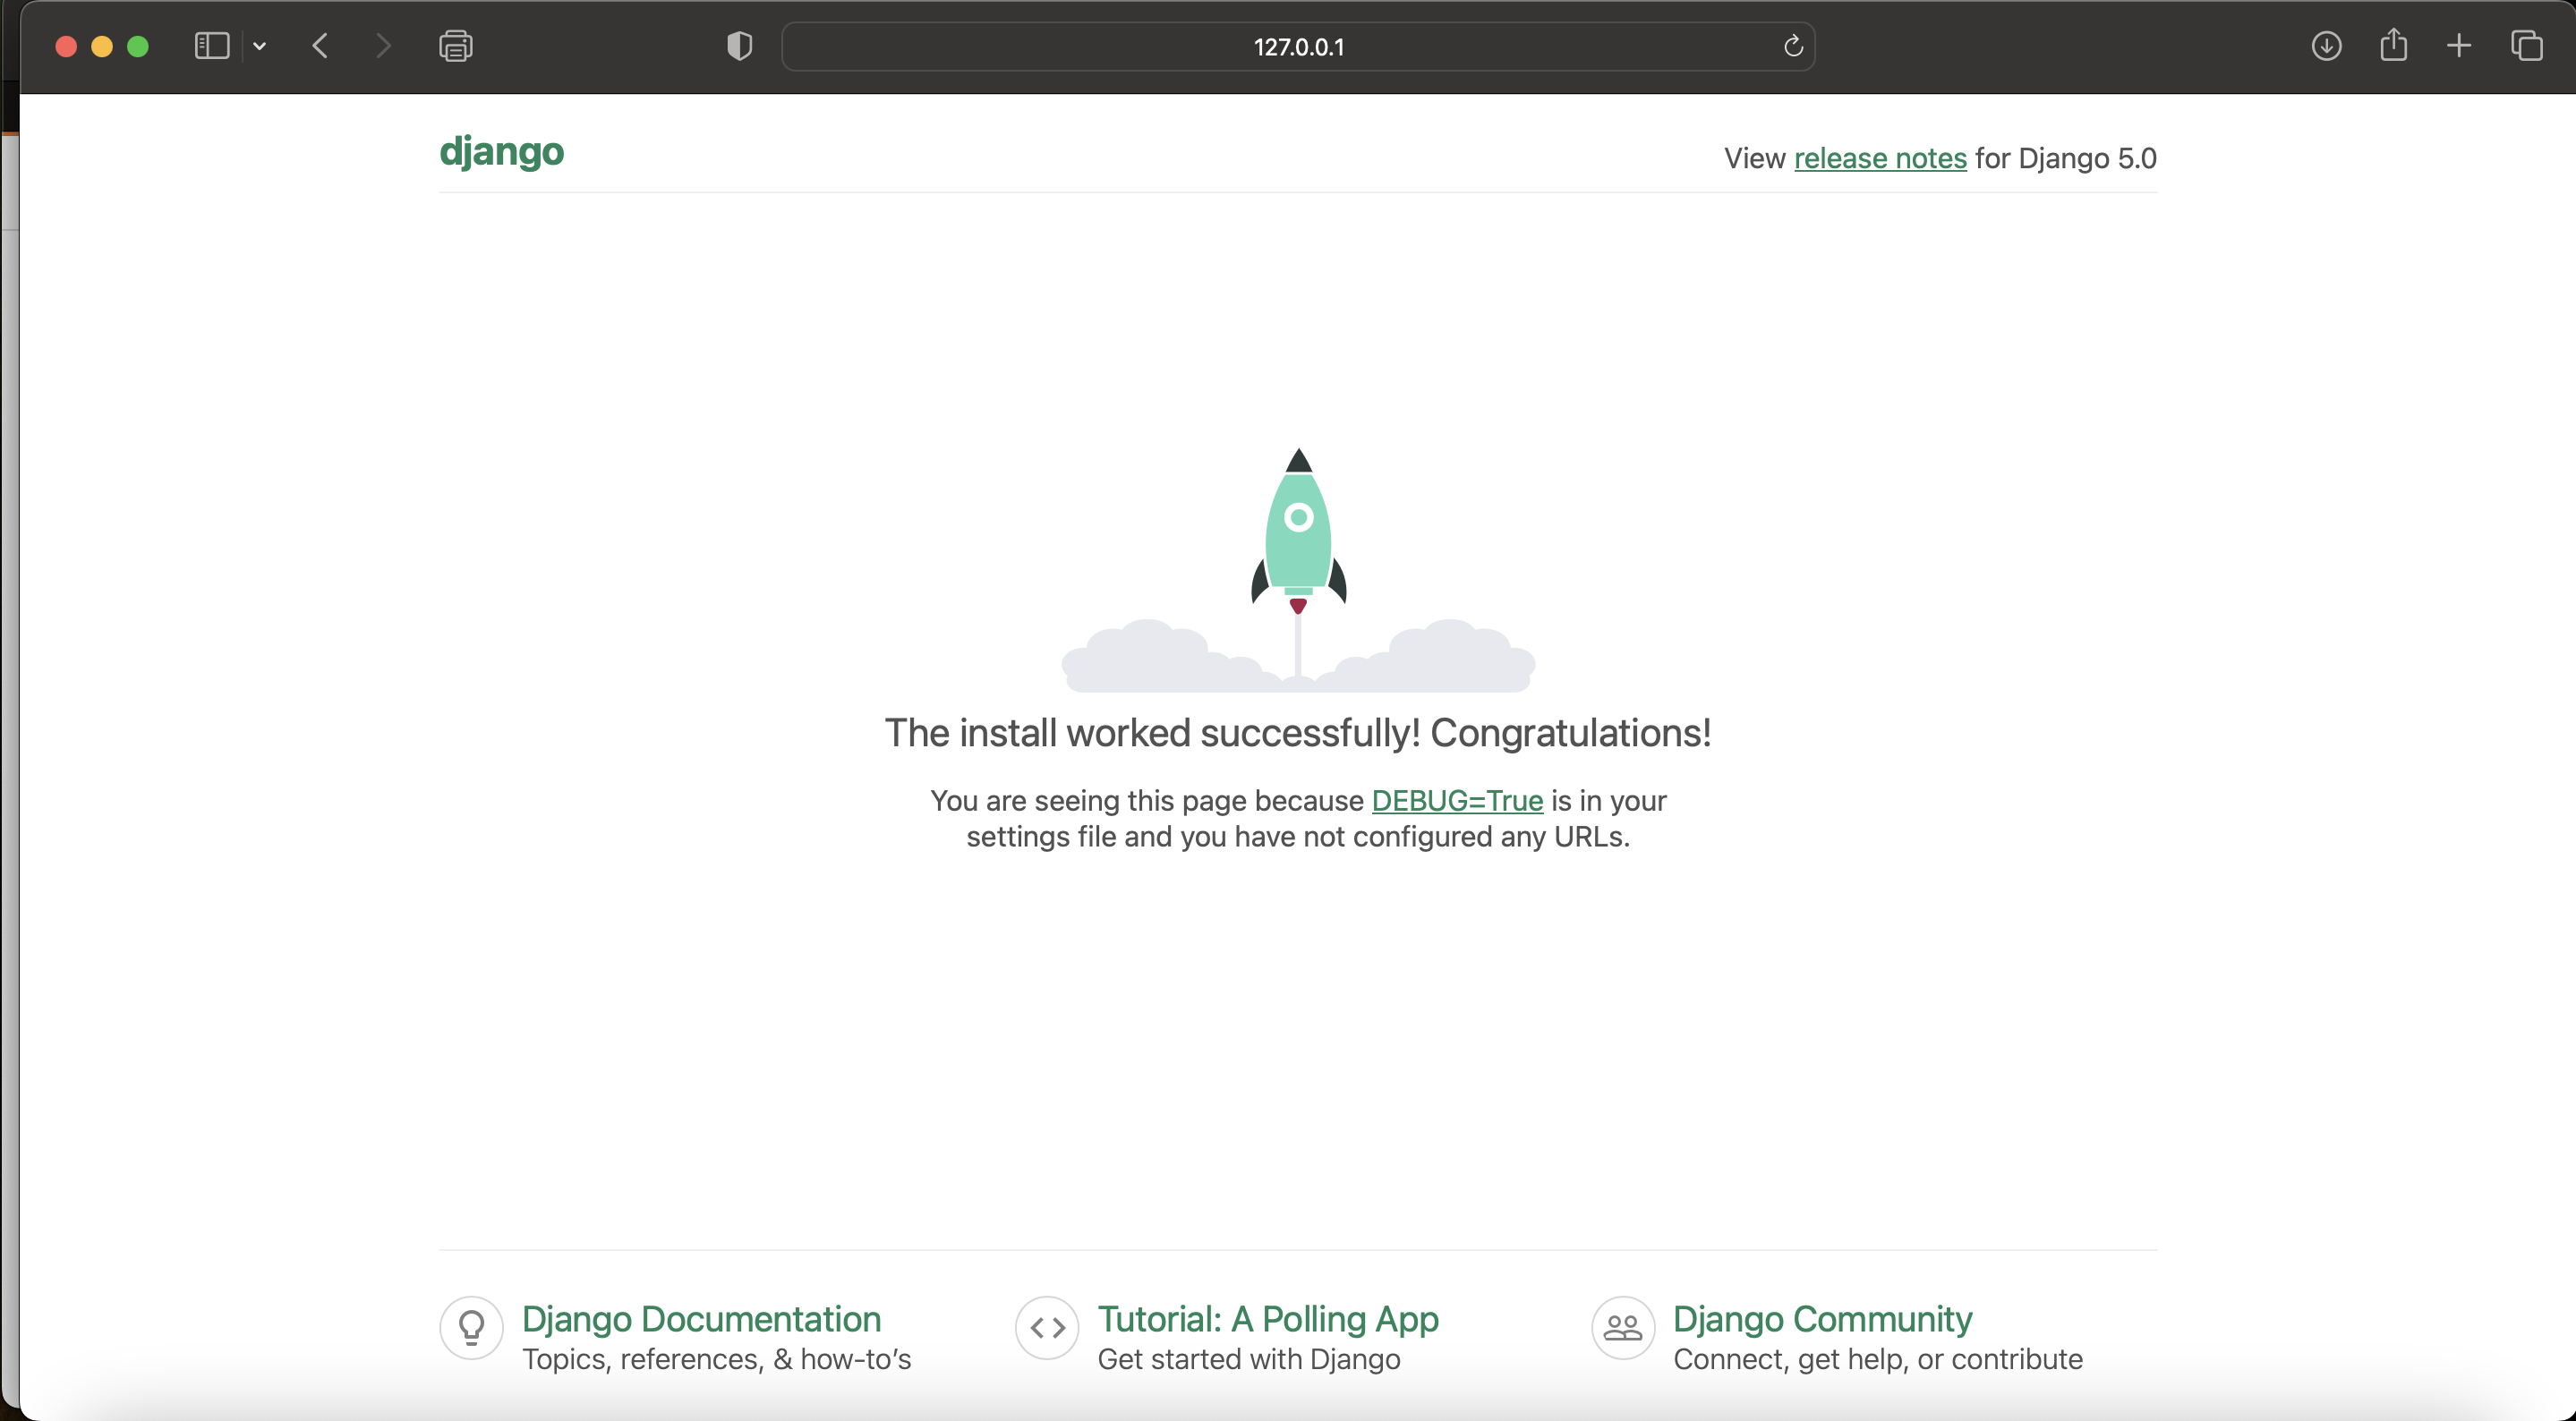 127.0.0.1
django
View release notes for Django 5.0
The install worked successfully! Congratulations!
You are seeing this page because DEBUG=True is in your
settings file and you have not configured any URLs.
Django Documentation
Topics, references, & how-to’s
Tutorial: A Polling App
Get started with Django
Django Community
Connect, get help, or contribute